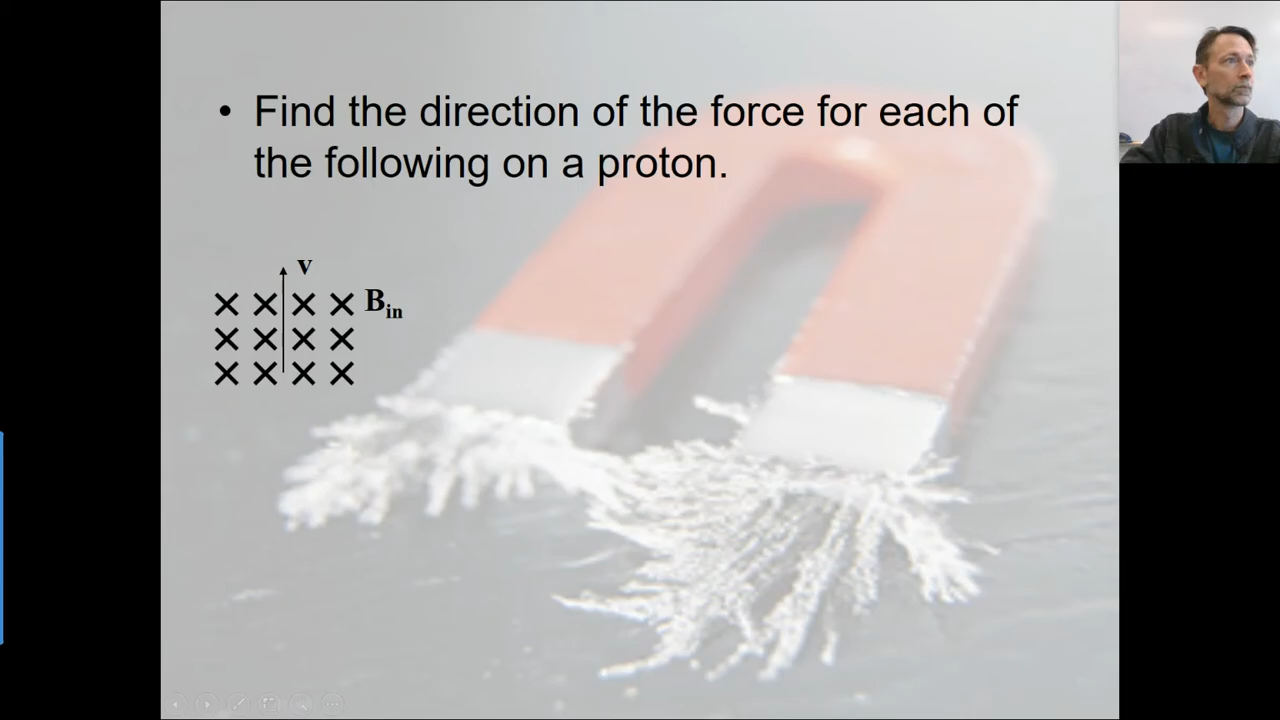 • Find the direction of the force for each of
the following on a proton.
v
× × × × B_in
× × × ×
× × × ×